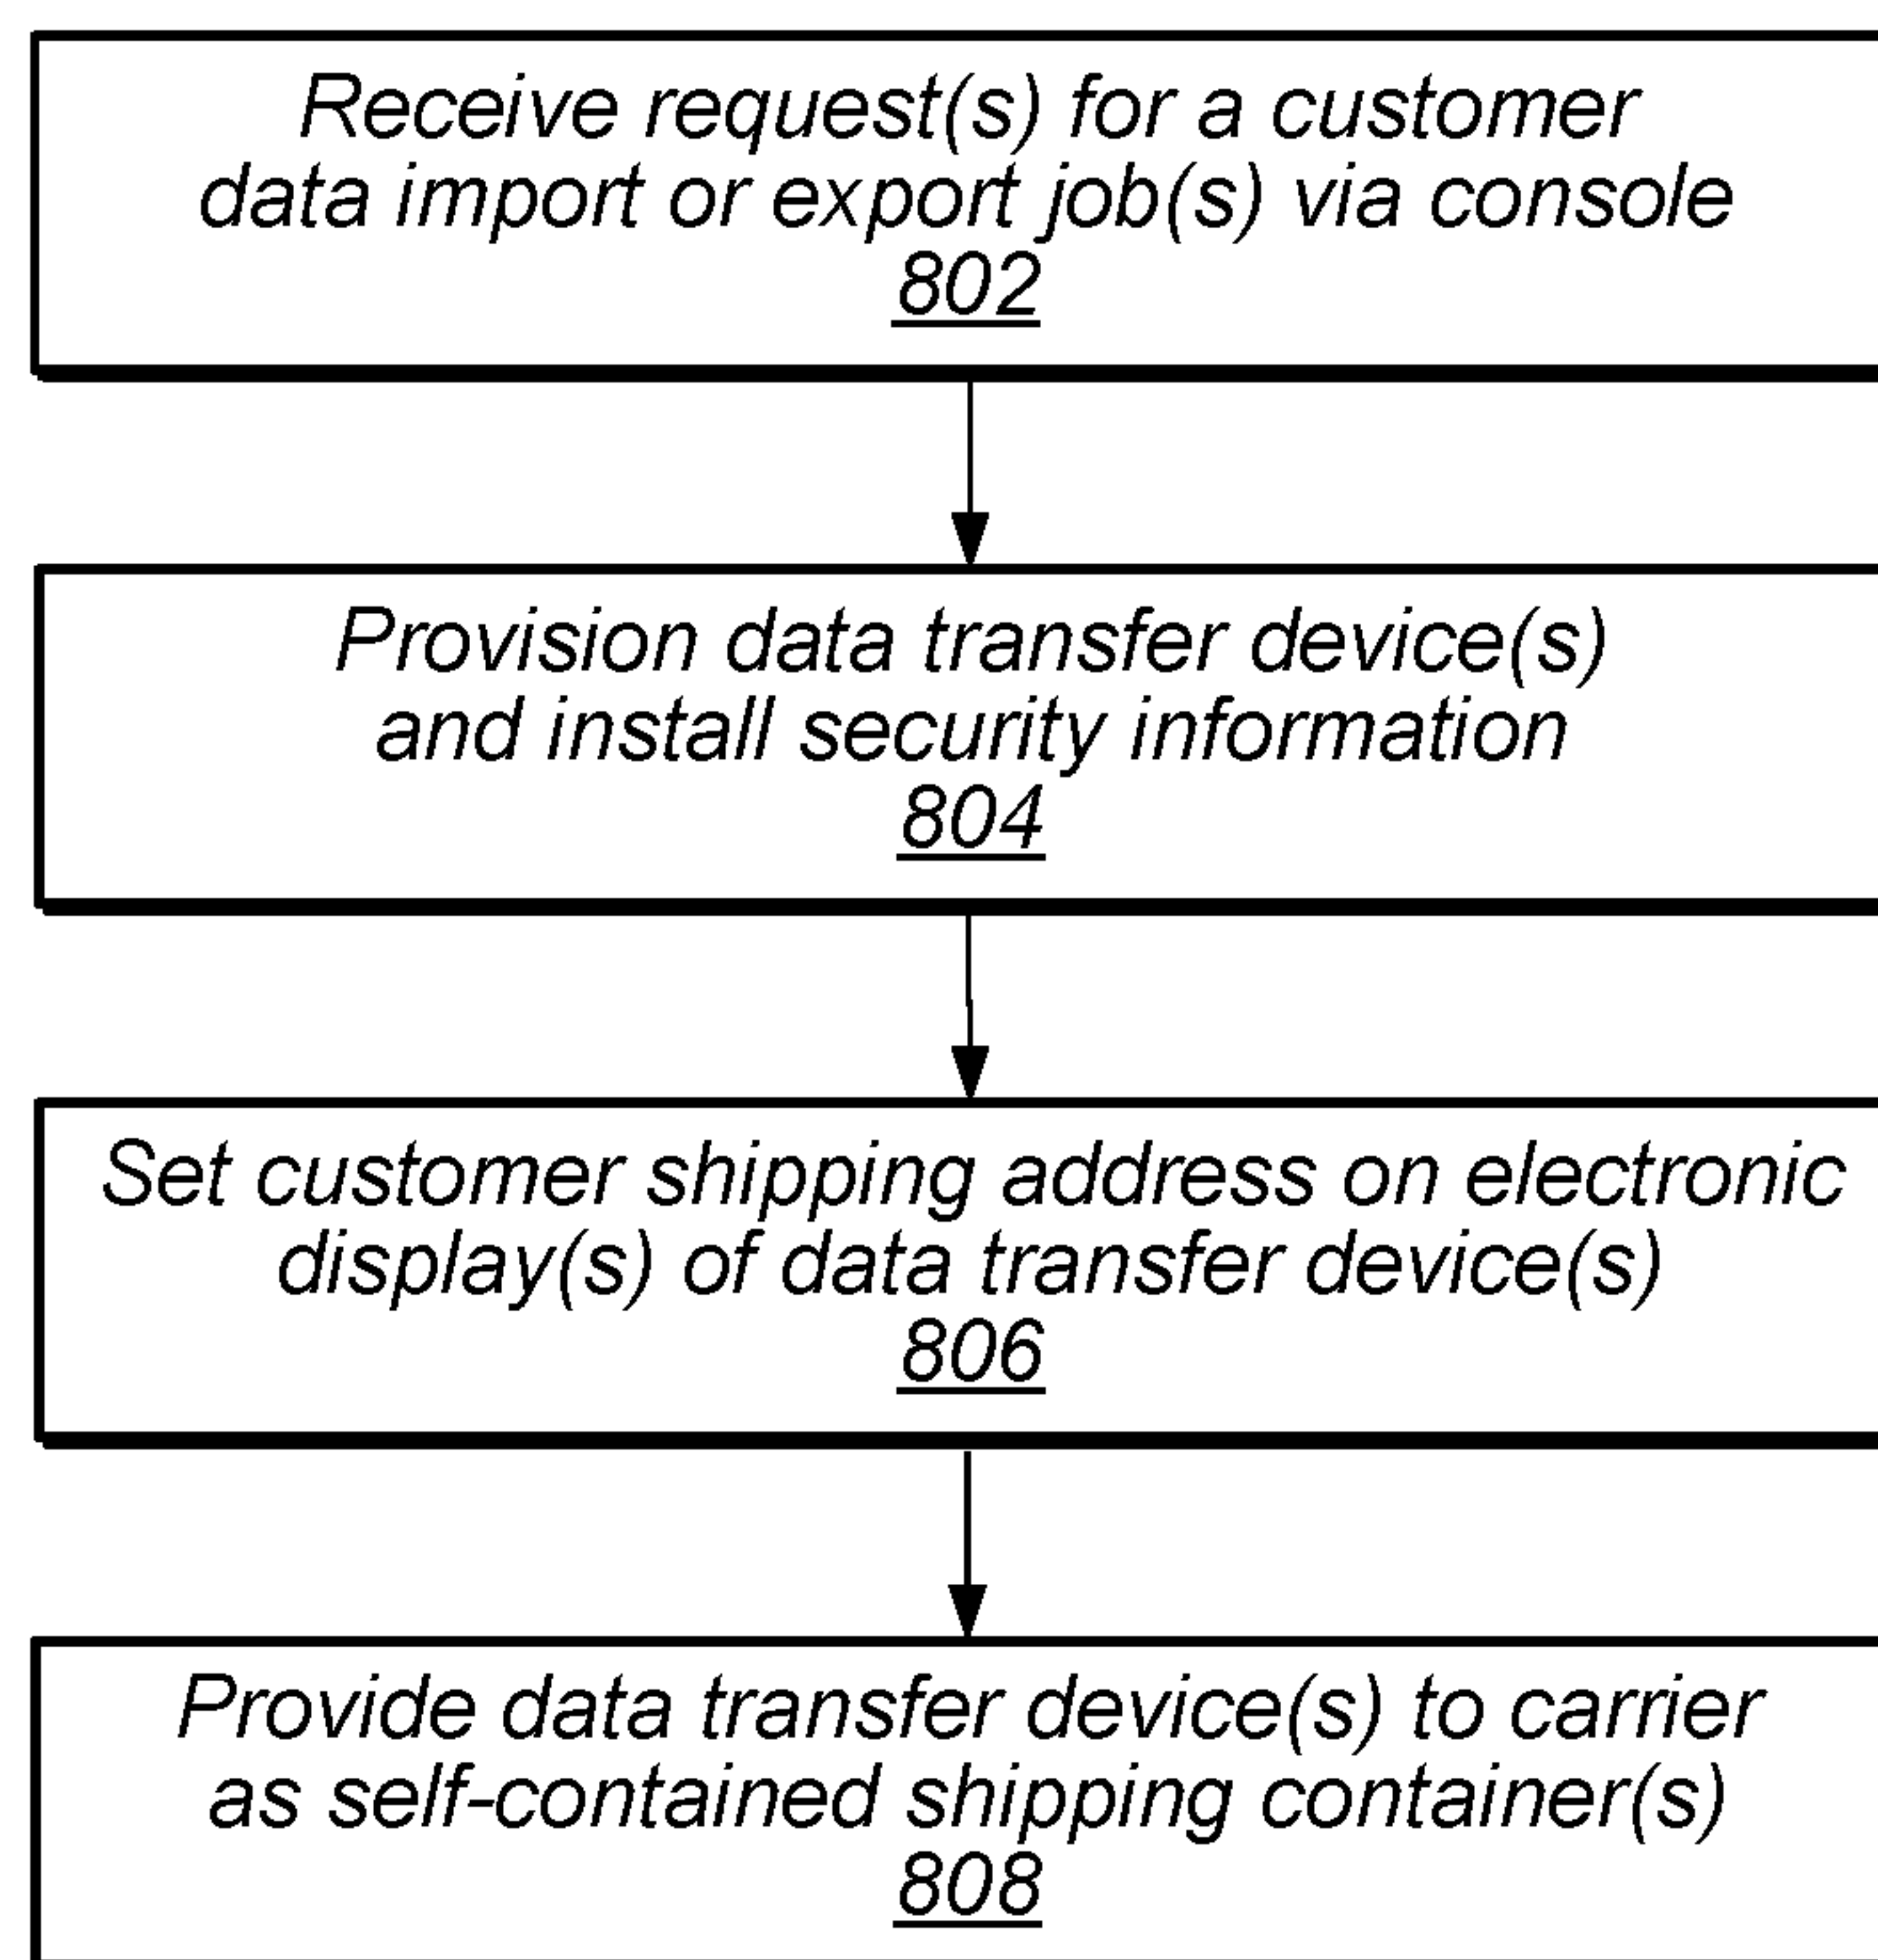 Receive request(s) for a customer
data import or export job(s) via console
802
Provision data transfer device(s)
and install security information
804
Set customer shipping address on electronic
display(s) of data transfer device(s)
806
Provide data transfer device(s) to carrier
as self-contained shipping container(s)
808